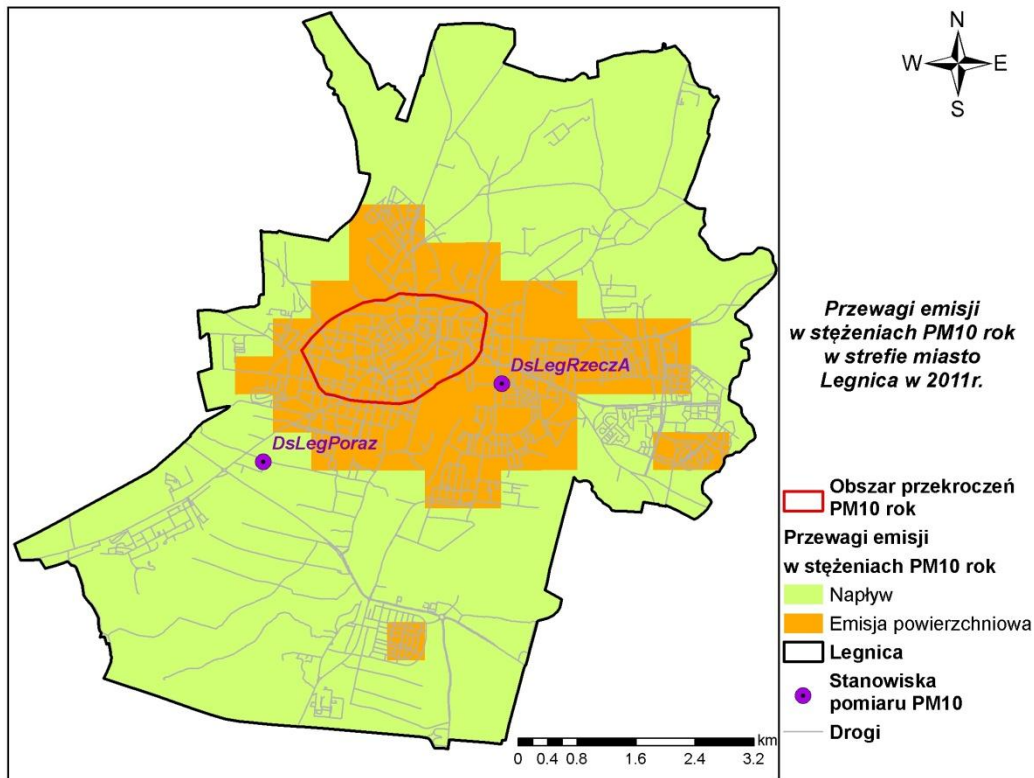 N
W E
S
Przewagi emisji
w stężeniach PM10 rok
w strefie miasto
Legnica w 2011r.
DsLegRzeczA
DsLegPoraz
Obszar przekroczeń
PM10 rok
Przewagi emisji
w stężeniach PM10 rok
Napływ
Emisja powierzchniowa
Legnica
Stanowiska
pomiaru PM10
Drogi
km
0 0.4 0.8 1.6 2.4 3.2